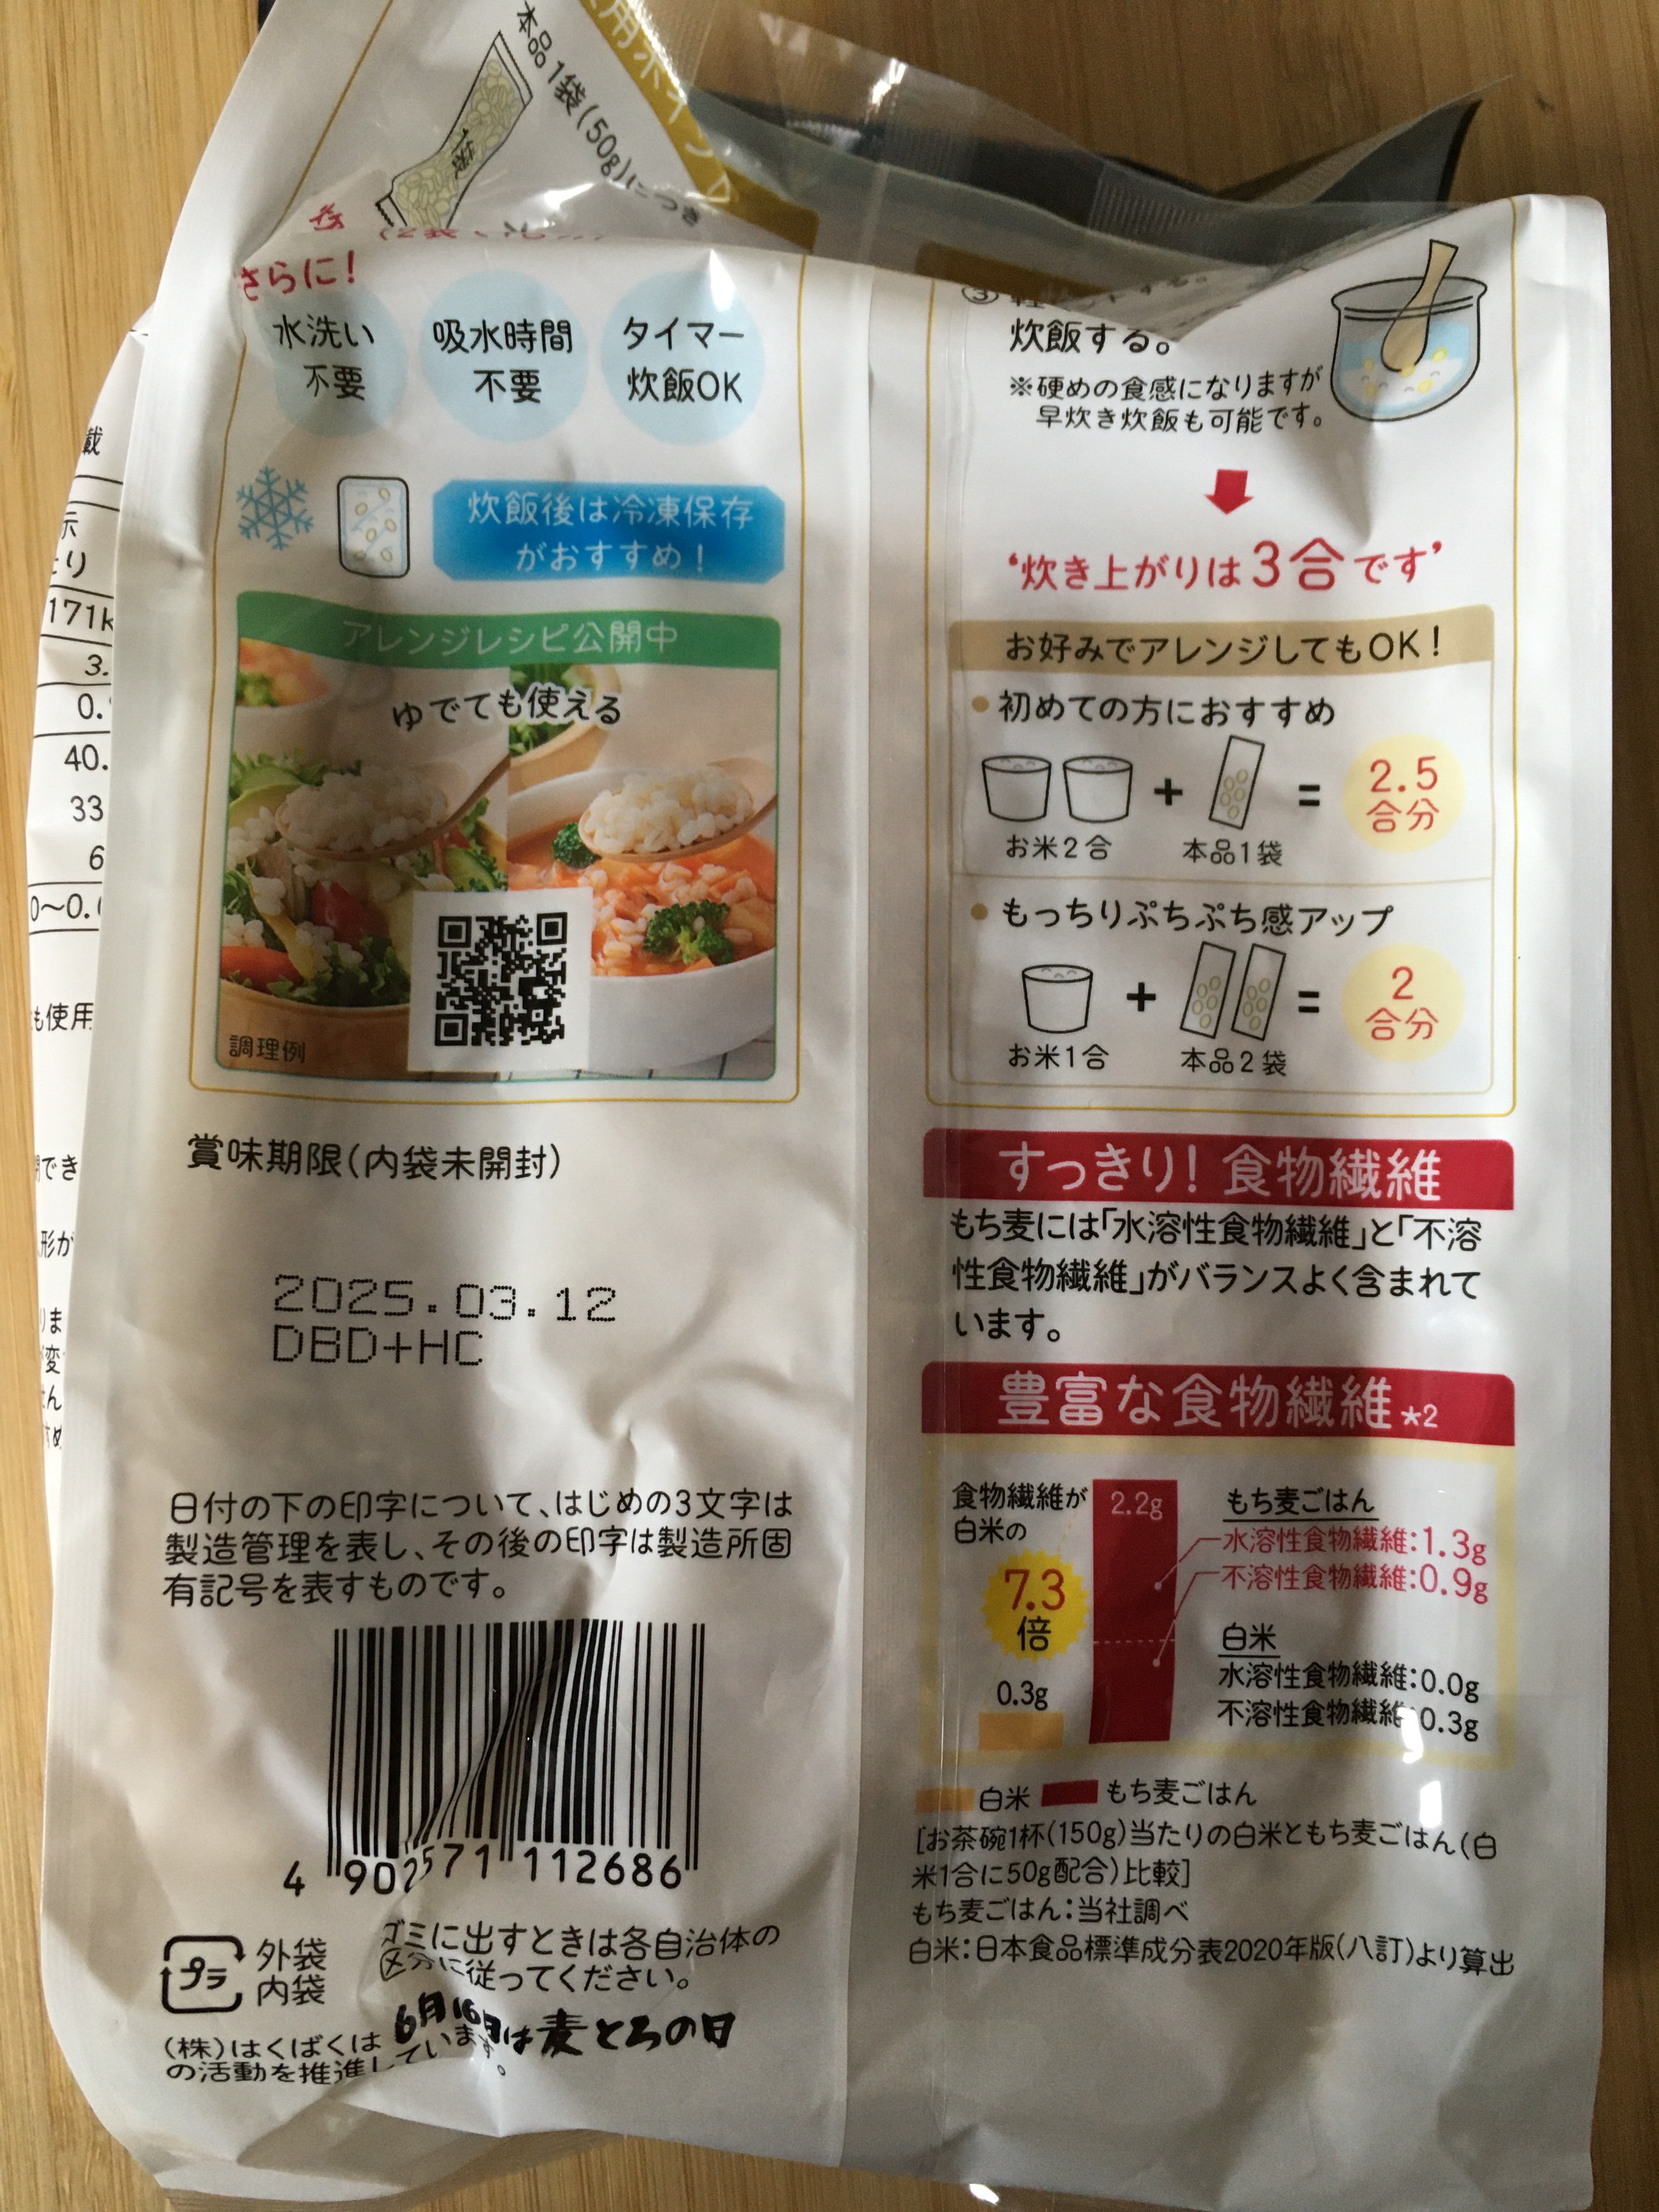 本品1袋(50g)につき
1袋
さらに!
水洗い
不要
吸水時間
不要
タイマー
炊飯OK
炊飯後は冷凍保存
がおすすめ!
アレンジレシピ公開中
ゆでても使える
調理例
賞味期限(内袋未開封)
2025.03.12
DBD+HC
日付の下の印字について、はじめの3文字は
製造管理を表し、その後の印字は製造所固
有記号を表すものです。
4 902571 112686
プラ
外袋
内袋
ゴミに出すときは各自治体の
区分に従ってください。
(株)はくばくは 6月16日は麦とろの日
の活動を推進しています。
③
炊飯する。
※硬めの食感になりますが
早炊き炊飯も可能です。
‘炊き上がりは3合です’
お好みでアレンジしてもOK!
●初めての方におすすめ
+ = 2.5
合分
お米2合 本品1袋
●もっちりぷちぷち感アップ
+ = 2
合分
お米1合 本品2袋
すっきり!食物繊維
もち麦には「水溶性食物繊維」と「不溶
性食物繊維」がバランスよく含まれて
います。
豊富な食物繊維★2
食物繊維が
白米の
7.3
倍
0.3g
2.2g
もち麦ごはん
水溶性食物繊維:1.3g
不溶性食物繊維:0.9g
白米
水溶性食物繊維:0.0g
不溶性食物繊維:0.3g
白米 もち麦ごはん
[お茶碗1杯(150g)当たりの白米ともち麦ごはん(白
米1合に50g配合)比較]
もち麦ごはん:当社調べ
白米:日本食品標準成分表2020年版(八訂)より算出
載
171k
3.
0.
40.
33
6
0〜0.
も使用
でき
形が
変